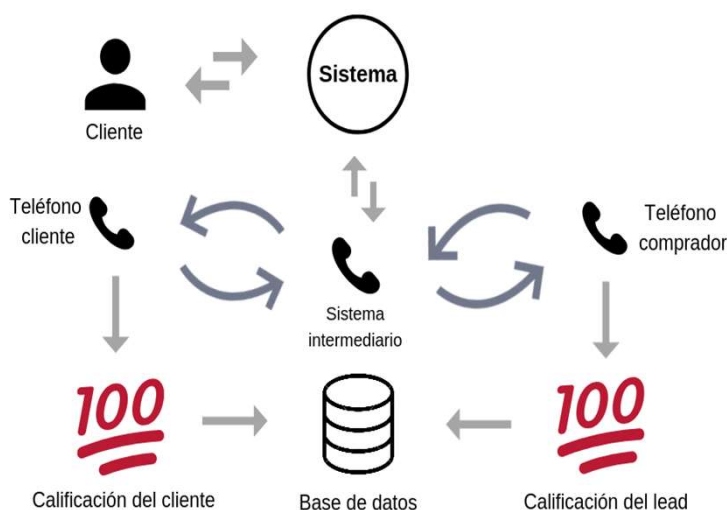 Sistema
Cliente
Teléfono
cliente
Teléfono
comprador
Sistema
intermediario
100
100
Calificación del cliente
Base de datos
Calificación del lead